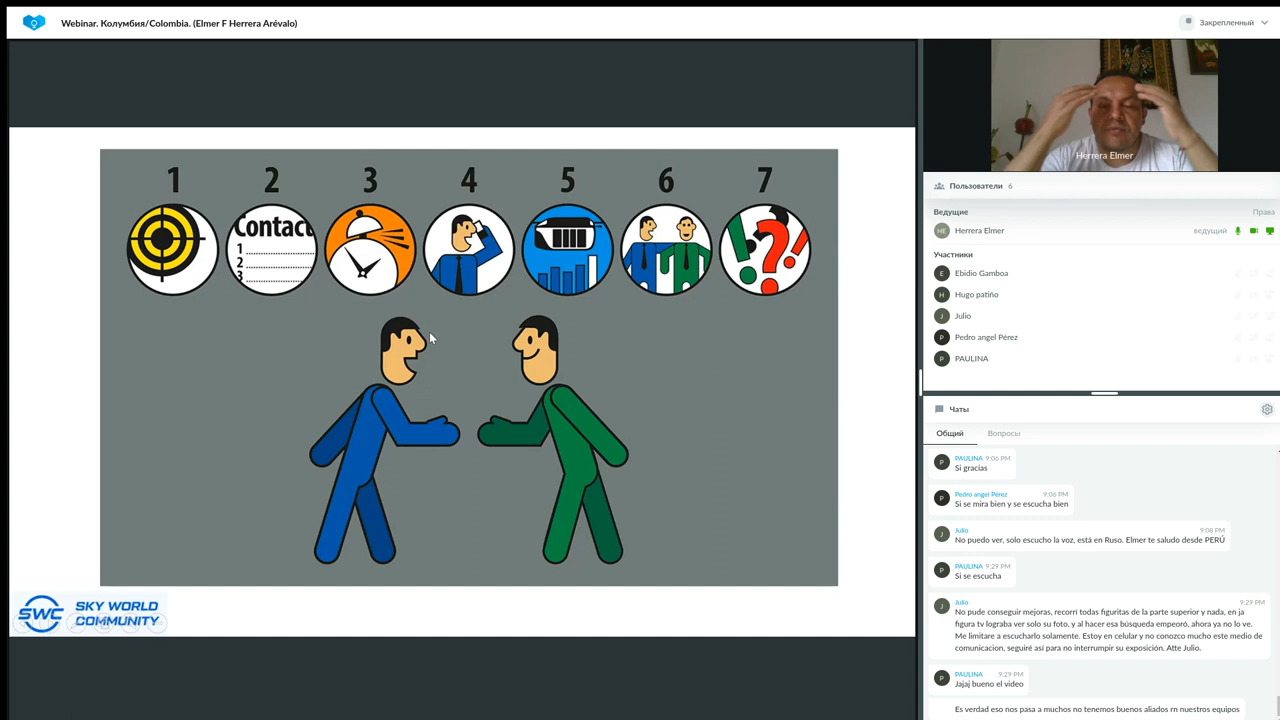 Webinar. Колумбия/Colombia. (Elmer F Herrera Arévalo)
Закрепленный
1 2 3 4 5 6 7
Contact
1
2
3
SWC SKY WORLD
COMMUNITY
Herrera Elmer
Пользователи 6
Ведущие Права
HE Herrera Elmer ведущий
Участники
E Ebidio Gamboa
H Hugo patiño
J Julio
P Pedro angel Pérez
P PAULINA
Чаты
Общий Вопросы
P PAULINA 9:06 PM
Si gracias
P Pedro angel Pérez 9:06 PM
Si se mira bien y se escucha bien
J Julio 9:08 PM
No puedo ver, solo escucho la voz, está en Ruso. Elmer te saludo desde PERÚ
P PAULINA 9:29 PM
Si se escucha
J Julio 9:29 PM
No pude conseguir mejoras, recorrí todas figuritas de la parte superior y nada, en ja
figura tv lograba ver solo su foto, y al hacer esa búsqueda empeoró, ahora ya no lo ve.
Me limitare a escucharlo solamente. Estoy en celular y no conozco mucho este medio de
comunicacion, seguiré así para no interrumpir su exposición. Atte Julio.
P PAULINA 9:29 PM
Jajaj bueno el video
Es verdad eso nos pasa a muchos no tenemos buenos aliados rn nuestros equipos